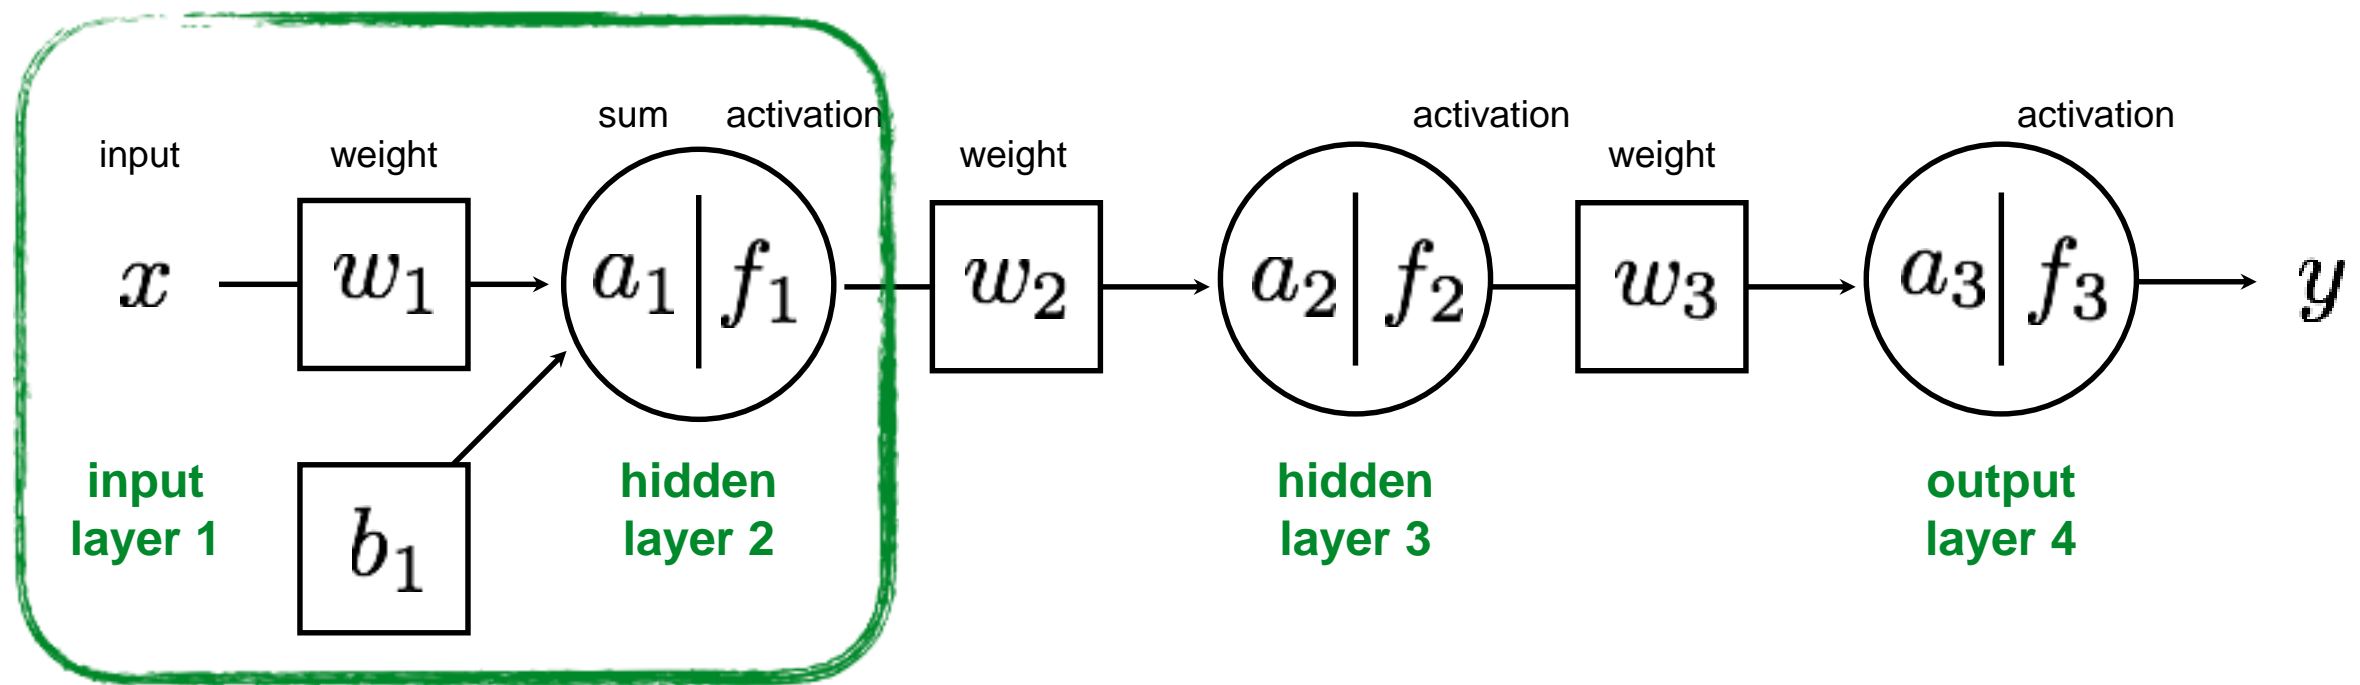 sum activation activation activation
input weight weight weight
x w₁ a₁ | f₁ w₂ a₂ | f₂ w₃ a₃ | f₃ y
input hidden hidden output
layer 1 layer 2 layer 3 layer 4
b₁